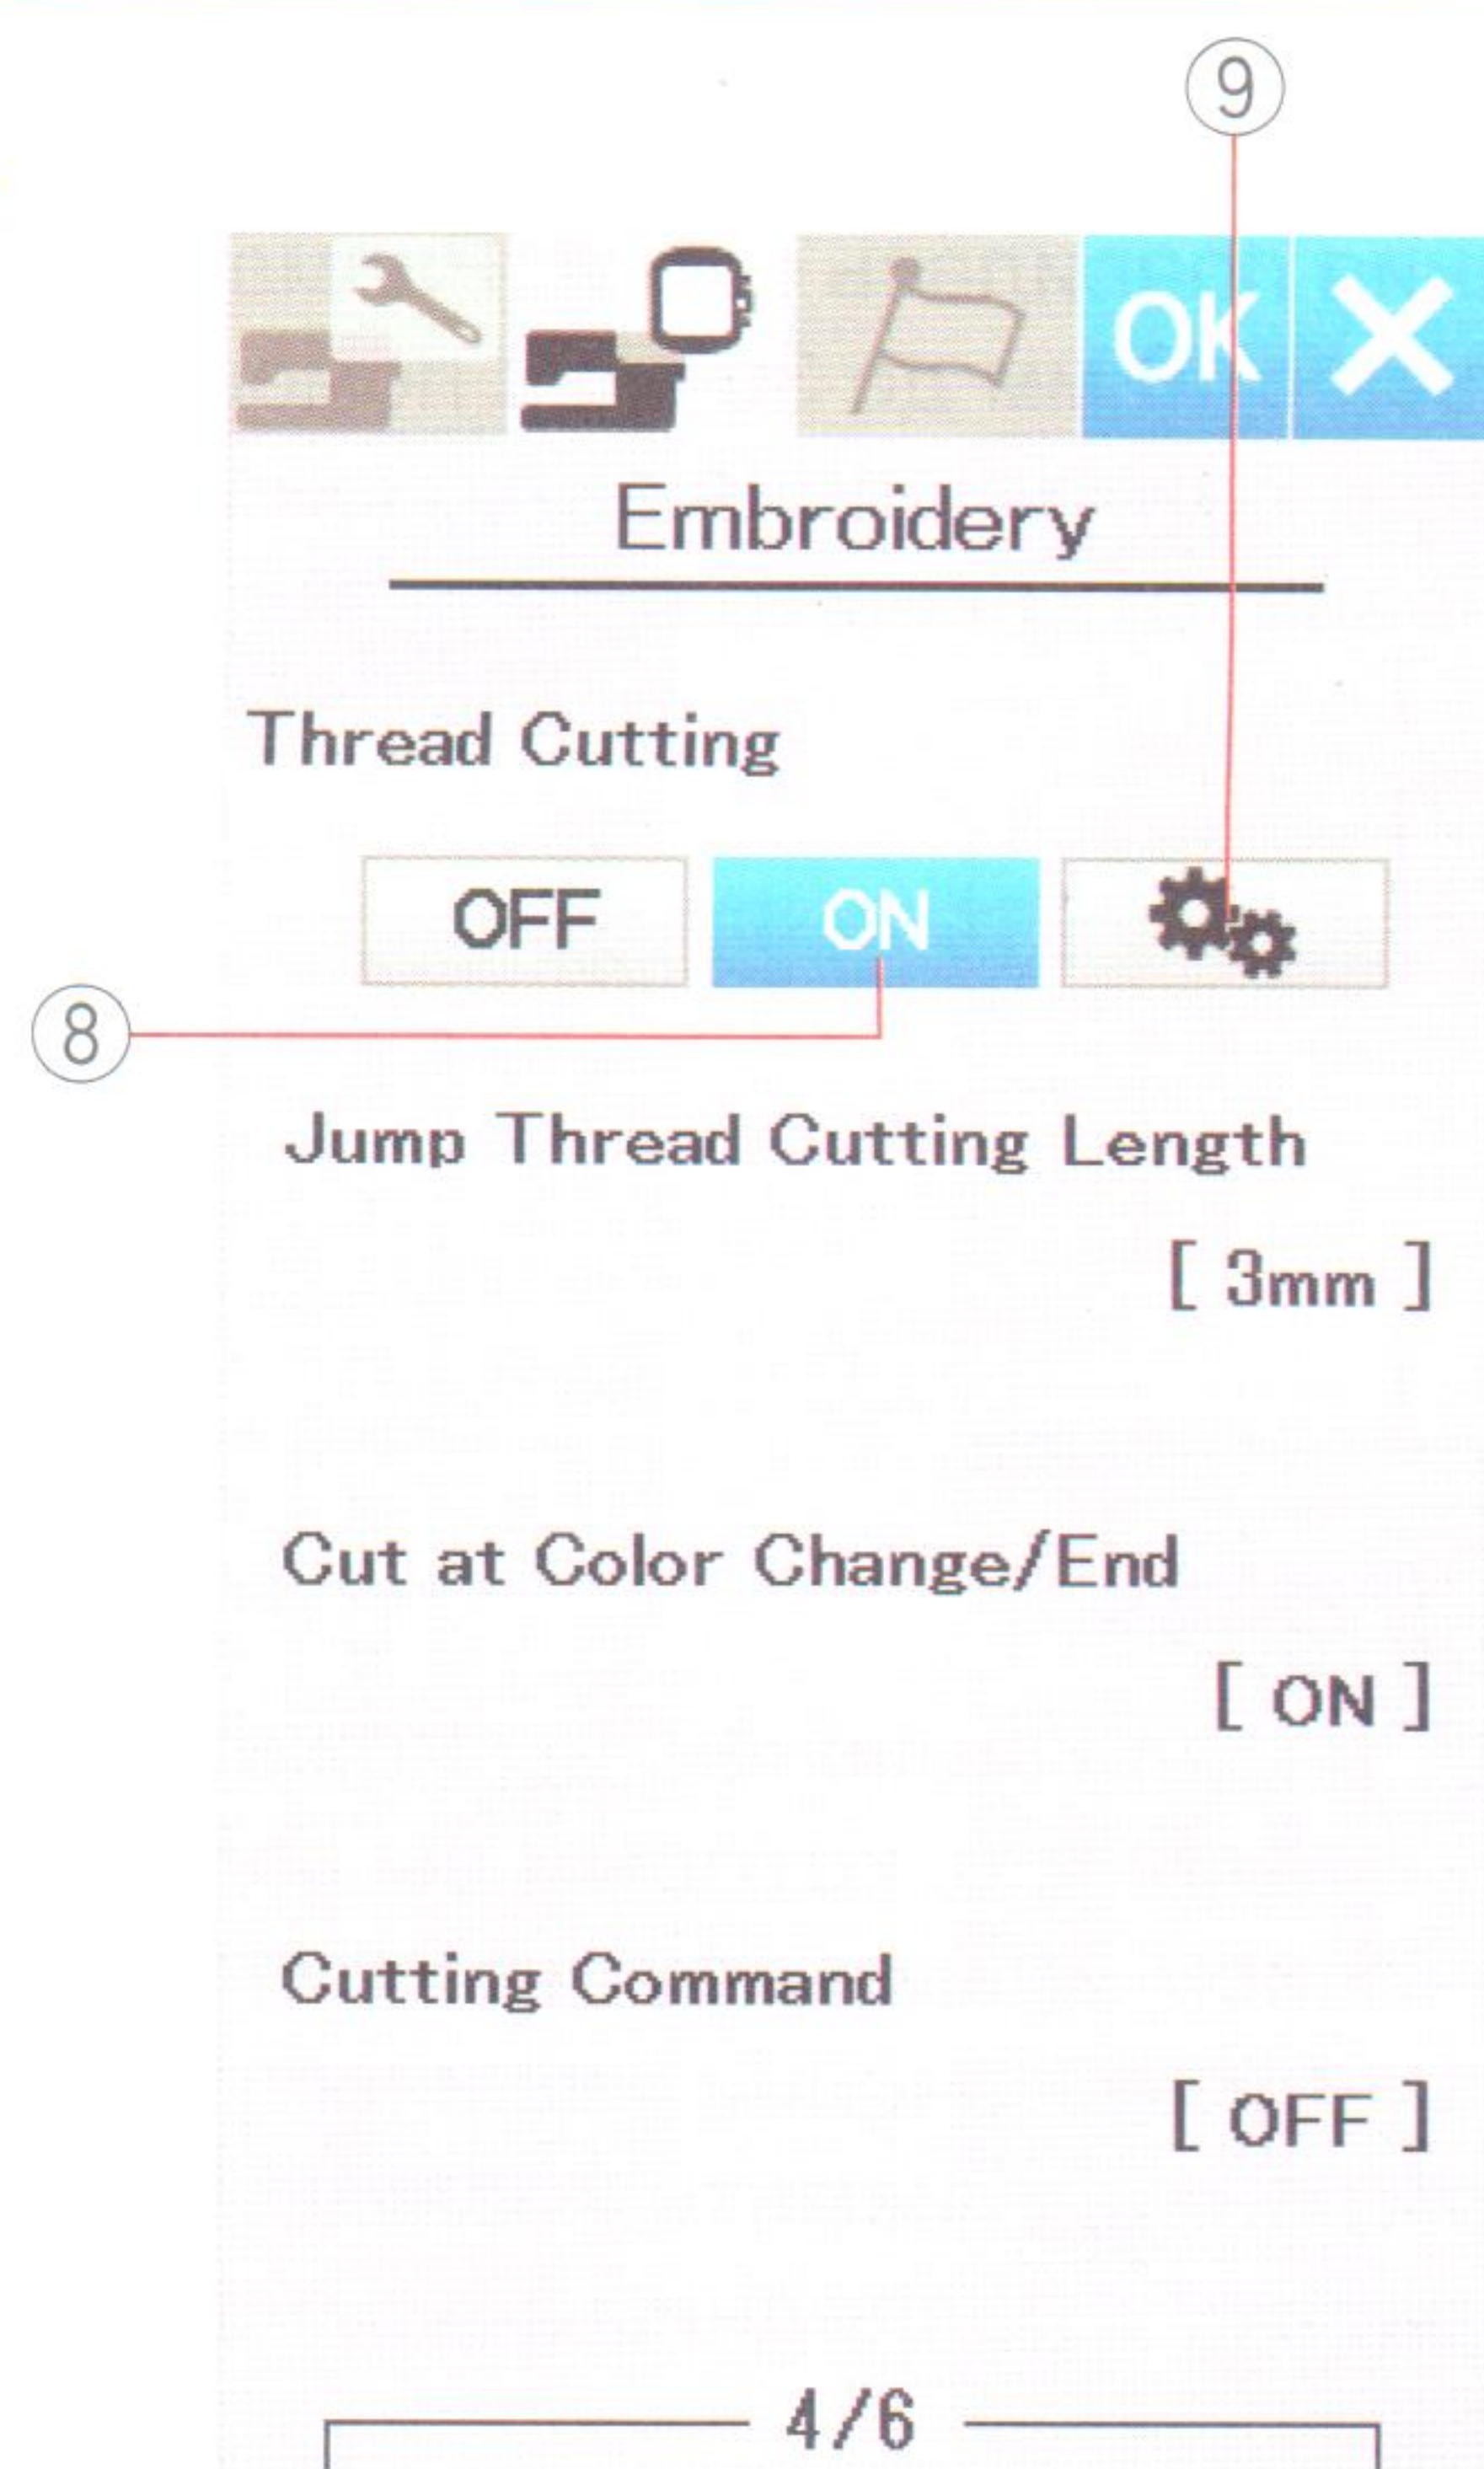 ⑨
OK
Embroidery
Thread Cutting
OFF ON
⑧
Jump Thread Cutting Length
[ 3mm ]
Cut at Color Change/End
[ ON ]
Cutting Command
[ OFF ]
4/6